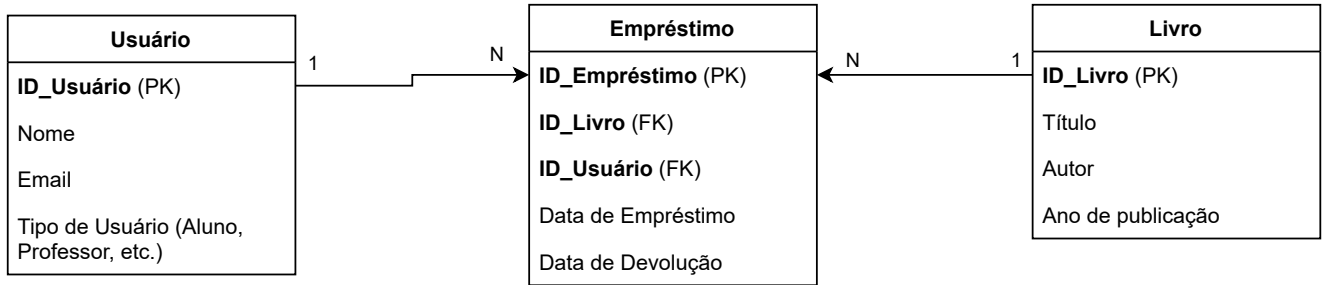 Usuário
ID_Usuário (PK)
Nome
Email
Tipo de Usuário (Aluno,
Professor, etc.)
1
N
Empréstimo
ID_Empréstimo (PK)
ID_Livro (FK)
ID_Usuário (FK)
Data de Empréstimo
Data de Devolução
N
1
Livro
ID_Livro (PK)
Título
Autor
Ano de publicação